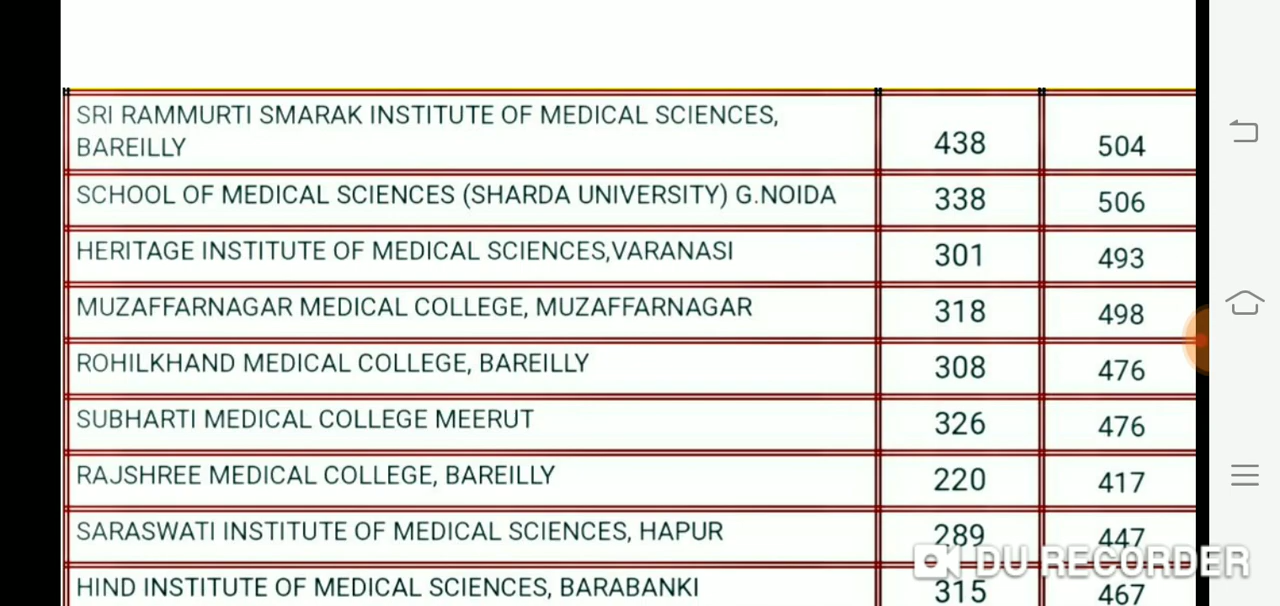 SRI RAMMURTI SMARAK INSTITUTE OF MEDICAL SCIENCES,
BAREILLY 438 504
SCHOOL OF MEDICAL SCIENCES (SHARDA UNIVERSITY) G.NOIDA 338 506
HERITAGE INSTITUTE OF MEDICAL SCIENCES,VARANASI 301 493
MUZAFFARNAGAR MEDICAL COLLEGE, MUZAFFARNAGAR 318 498
ROHILKHAND MEDICAL COLLEGE, BAREILLY 308 476
SUBHARTI MEDICAL COLLEGE MEERUT 326 476
RAJSHREE MEDICAL COLLEGE, BAREILLY 220 417
SARASWATI INSTITUTE OF MEDICAL SCIENCES, HAPUR 289 447
DU RECORDER
HIND INSTITUTE OF MEDICAL SCIENCES, BARABANKI 315 467